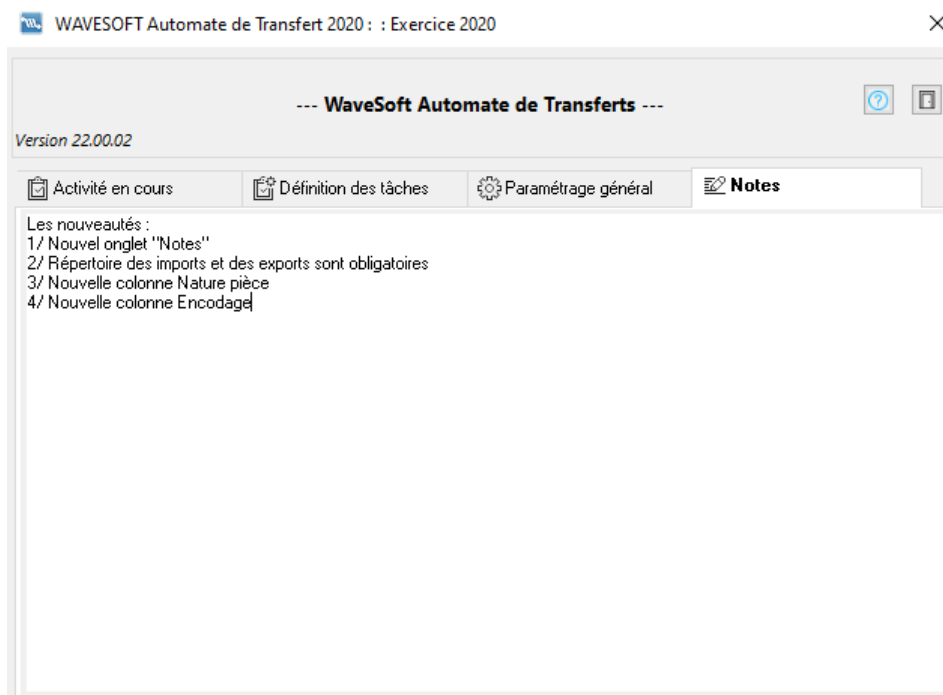 WAVESOFT Automate de Transfert 2020 : : Exercice 2020
--- WaveSoft Automate de Transferts ---
Version 22.00.02
Activité en cours
Définition des tâches
Paramétrage général
Notes
Les nouveautés :
1/ Nouvel onglet "Notes"
2/ Répertoire des imports et des exports sont obligatoires
3/ Nouvelle colonne Nature pièce
4/ Nouvelle colonne Encodage